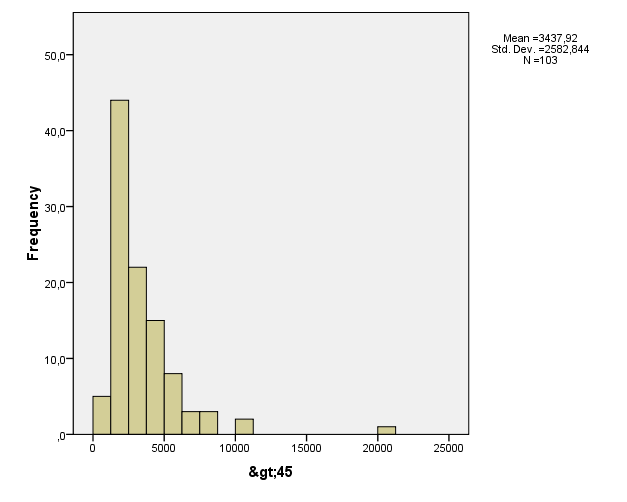 Mean =3437,92
Std. Dev. =2582,844
N =103
50,0
40,0
30,0
20,0
10,0
,0
Frequency
0 5000 10000 15000 20000 25000
&gt;45